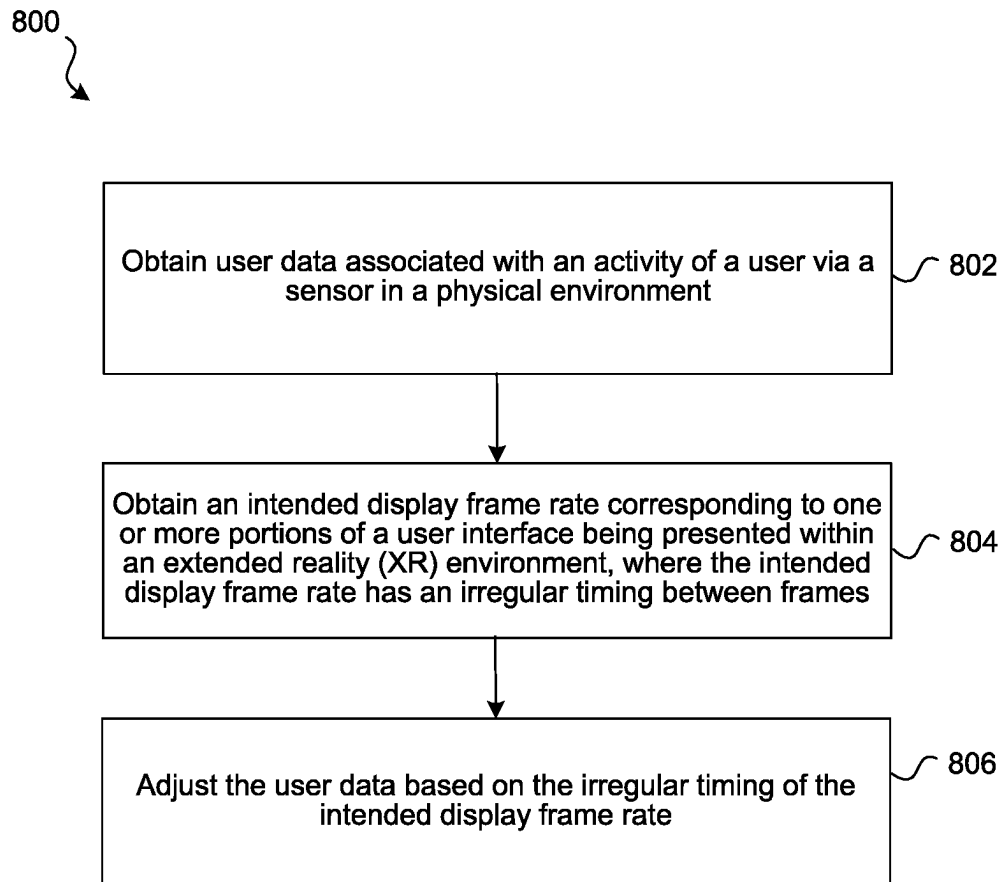 800
Obtain user data associated with an activity of a user via a
sensor in a physical environment
802
Obtain an intended display frame rate corresponding to one
or more portions of a user interface being presented within
an extended reality (XR) environment, where the intended
display frame rate has an irregular timing between frames
804
Adjust the user data based on the irregular timing of the
intended display frame rate
806